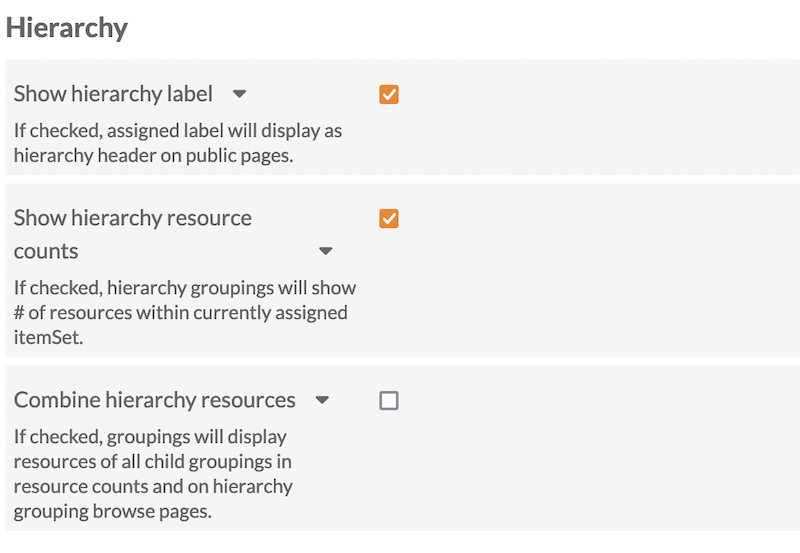 Hierarchy
Show hierarchy label
If checked, assigned label will display as
hierarchy header on public pages.
Show hierarchy resource
counts
If checked, hierarchy groupings will show
# of resources within currently assigned
itemSet.
Combine hierarchy resources
If checked, groupings will display
resources of all child groupings in
resource counts and on hierarchy
grouping browse pages.